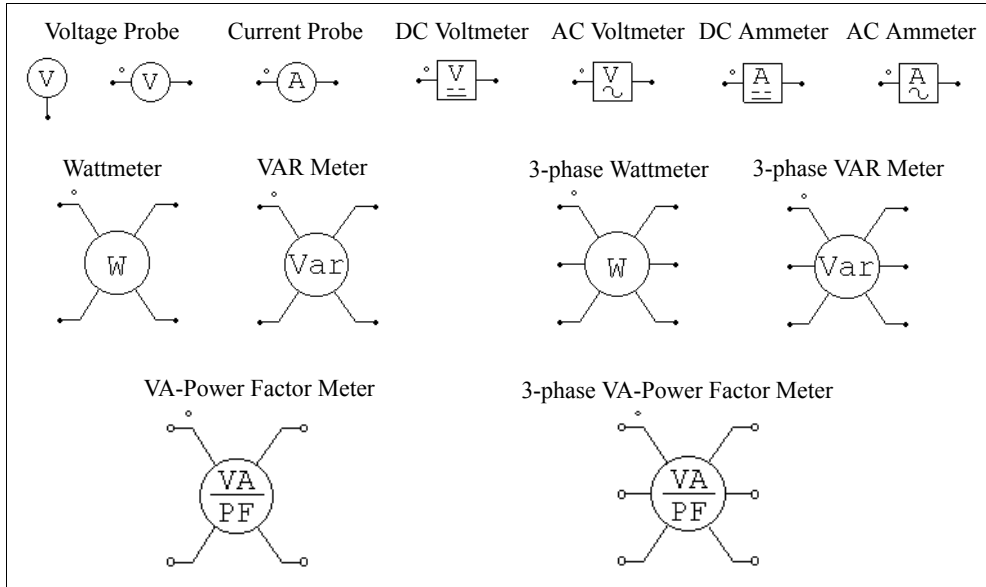 Voltage Probe Current Probe DC Voltmeter AC Voltmeter DC Ammeter AC Ammeter
V V A V V A A
Wattmeter VAR Meter 3-phase Wattmeter 3-phase VAR Meter
W Var W Var
VA-Power Factor Meter 3-phase VA-Power Factor Meter
VA VA
PF PF